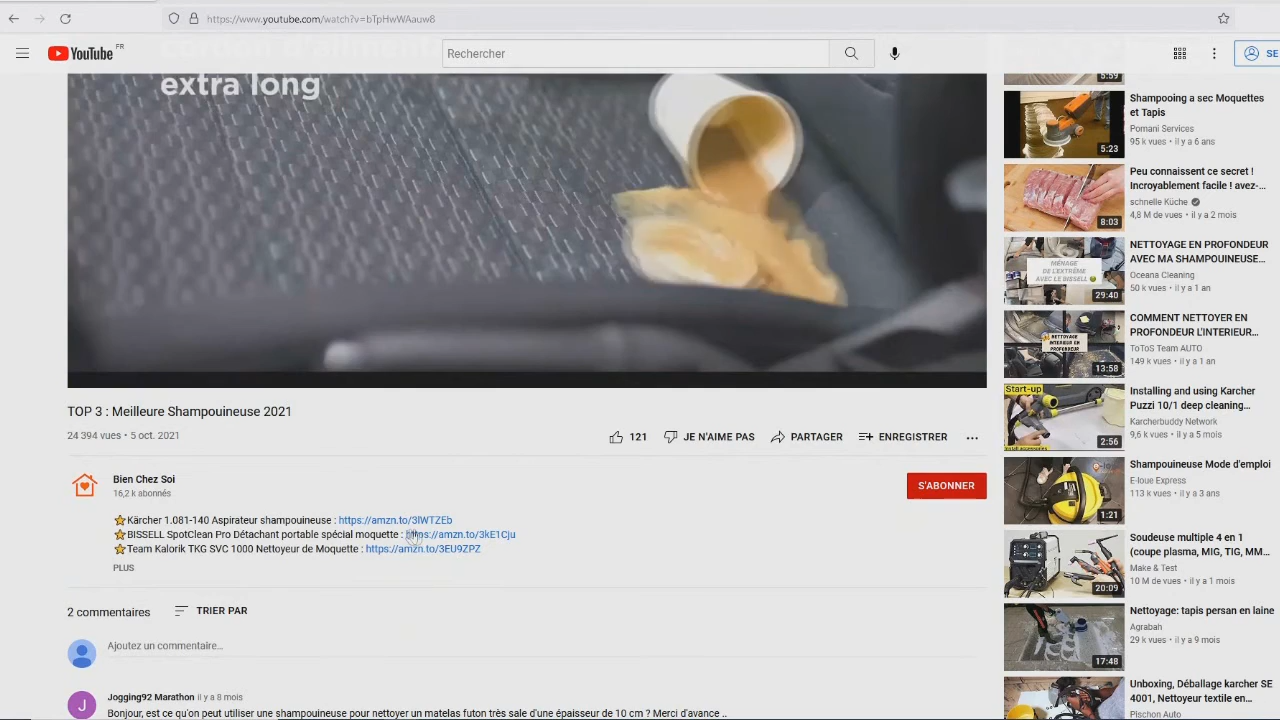 https://www.youtube.com/watch?v=bTpHwWAauw8
YouTube FR
Rechercher
SE
extra long
TOP 3 : Meilleure Shampouineuse 2021
24 394 vues • 5 oct. 2021
121
JE N'AIME PAS
PARTAGER
ENREGISTRER
Bien Chez Soi
16,2 k abonnés
S'ABONNER
Kärcher 1.081-140 Aspirateur shampouineuse : https://amzn.to/3lWTZEb
BISSELL SpotClean Pro Détachant portable spécial moquette : https://amzn.to/3kE1Cju
Team Kalorik TKG SVC 1000 Nettoyeur de Moquette : https://amzn.to/3EU9ZPZ
PLUS
2 commentaires
TRIER PAR
Ajoutez un commentaire...
J
Jogging92 Marathon il y a 8 mois
Bonjour, est ce qu'on peut utiliser une shampouineuse pour nettoyer un matelas futon très sale d'une épaisseur de 10 cm ? Merci d'avance ..
5:59
5:23
Shampooing a sec Moquettes
et Tapis
Pomani Services
95 k vues • il y a 6 ans
8:03
Peu connaissent ce secret !
Incroyablement facile ! avez-...
schnelle Küche
4,8 M de vues • il y a 2 mois
MÉNAGE
DE L'EXTRÊME
AVEC LE BISSELL
29:40
NETTOYAGE EN PROFONDEUR
AVEC MA SHAMPOUINEUSE...
Oceana Cleaning
50 k vues • il y a 1 an
NETTOYAGE
INTERIEUR EN
PROFONDEUR
13:58
COMMENT NETTOYER EN
PROFONDEUR L'INTERIEUR...
ToToS Team AUTO
149 k vues • il y a 1 an
Start-up
2:56
Installing and using Karcher
Puzzi 10/1 deep cleaning...
Karcherbuddy Network
9,6 k vues • il y a 5 mois
1:21
Shampouineuse Mode d'emploi
E-loue Express
113 k vues • il y a 3 ans
20:09
Soudeuse multiple 4 en 1
(coupe plasma, MIG, TIG, MM...
Make & Test
10 M de vues • il y a 1 mois
17:48
Nettoyage: tapis persan en laine
Agrabah
29 k vues • il y a 9 mois
Unboxing, Déballage karcher SE
4001, Nettoyeur textile en...
Pischon Auto